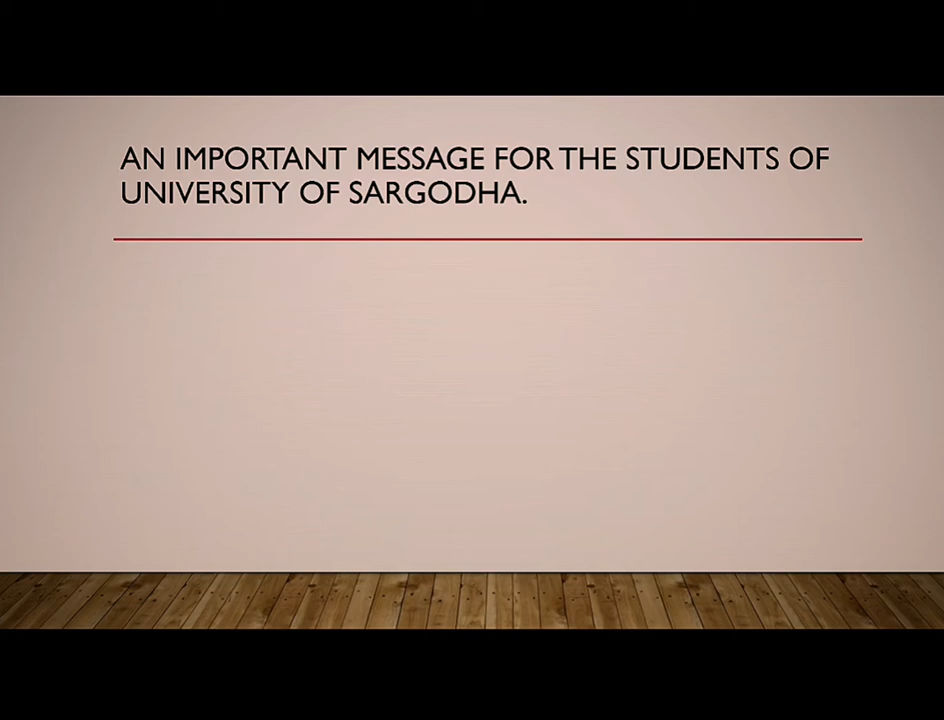 AN IMPORTANT MESSAGE FOR THE STUDENTS OF
UNIVERSITY OF SARGODHA.